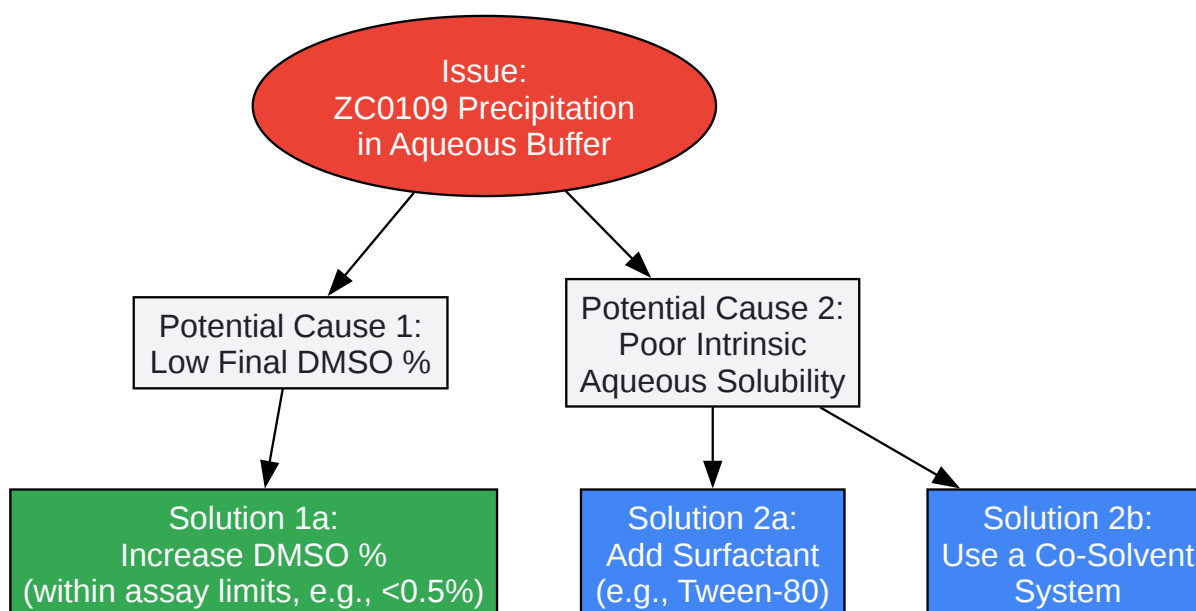 Issue:
ZC0109 Precipitation
in Aqueous Buffer
Potential Cause 1:
Low Final DMSO %
Potential Cause 2:
Poor Intrinsic
Aqueous Solubility
Solution 1a:
Increase DMSO %
(within assay limits, e.g., <0.5%)
Solution 2a:
Add Surfactant
(e.g., Tween-80)
Solution 2b:
Use a Co-Solvent
System